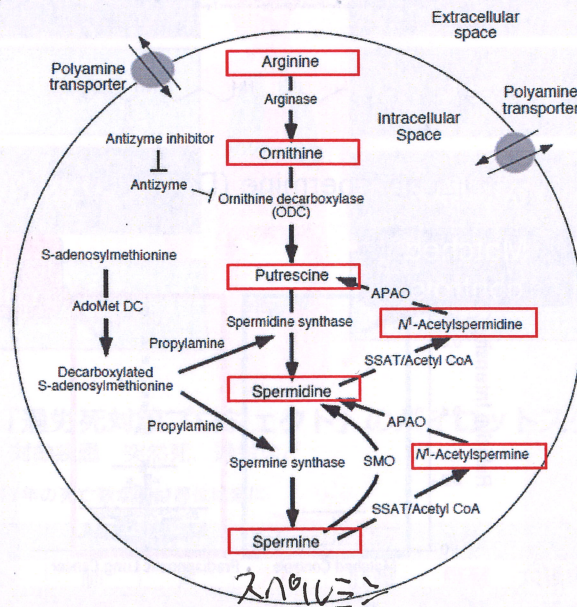 Extracellular
space
Polyamine
transporter
Arginine
Arginase
Intracellular
Space
Polyamine
transporter
Antizyme inhibitor
Antizyme
Ornithine
Ornithine decarboxylase
(ODC)
S-adenosylmethionine
AdoMet DC
Decarboxylated
S-adenosylmethionine
Putrescine
APAO
N¹-Acetylspermidine
Spermidine synthase
Propylamine
SSAT/Acetyl CoA
Spermidine
Propylamine
APAO
N¹-Acetylspermine
Spermine synthase
SMO
SSAT/Acetyl CoA
Spermine
スペルミン